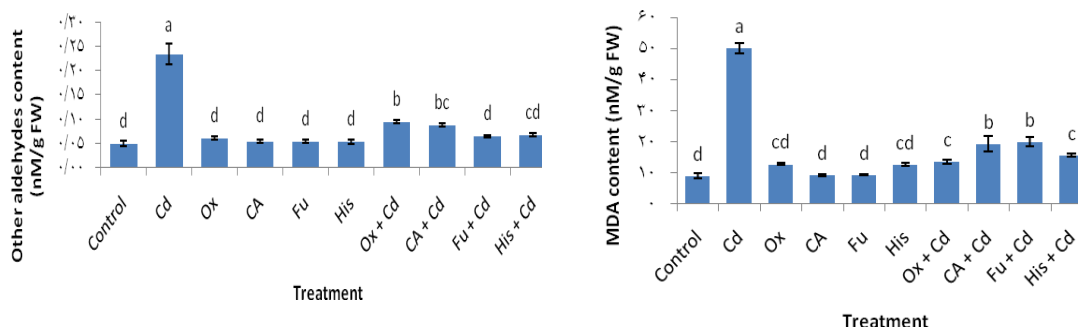 Other aldehydes content
(nM/g FW)
۰/۳۰
۰/۲۵
۰/۲۰
۰/۱۵
۰/۱۰
۰/۰۵
۰/۰۰
d
a
d
d
d
d
b
bc
cd
cd
Control
Cd
Ox
CA
Fu
His
Ox + Cd
CA + Cd
Fu + Cd
His + Cd
Treatment
MDA content (nM/g FW)
۶۰
۵۰
۴۰
۳۰
۲۰
۱۰
۰
d
a
cd
d
d
cd
c
b
b
c
Control
Cd
Ox
CA
Fu
His
Ox + Cd
CA + Cd
Fu + Cd
His + Cd
Treatment